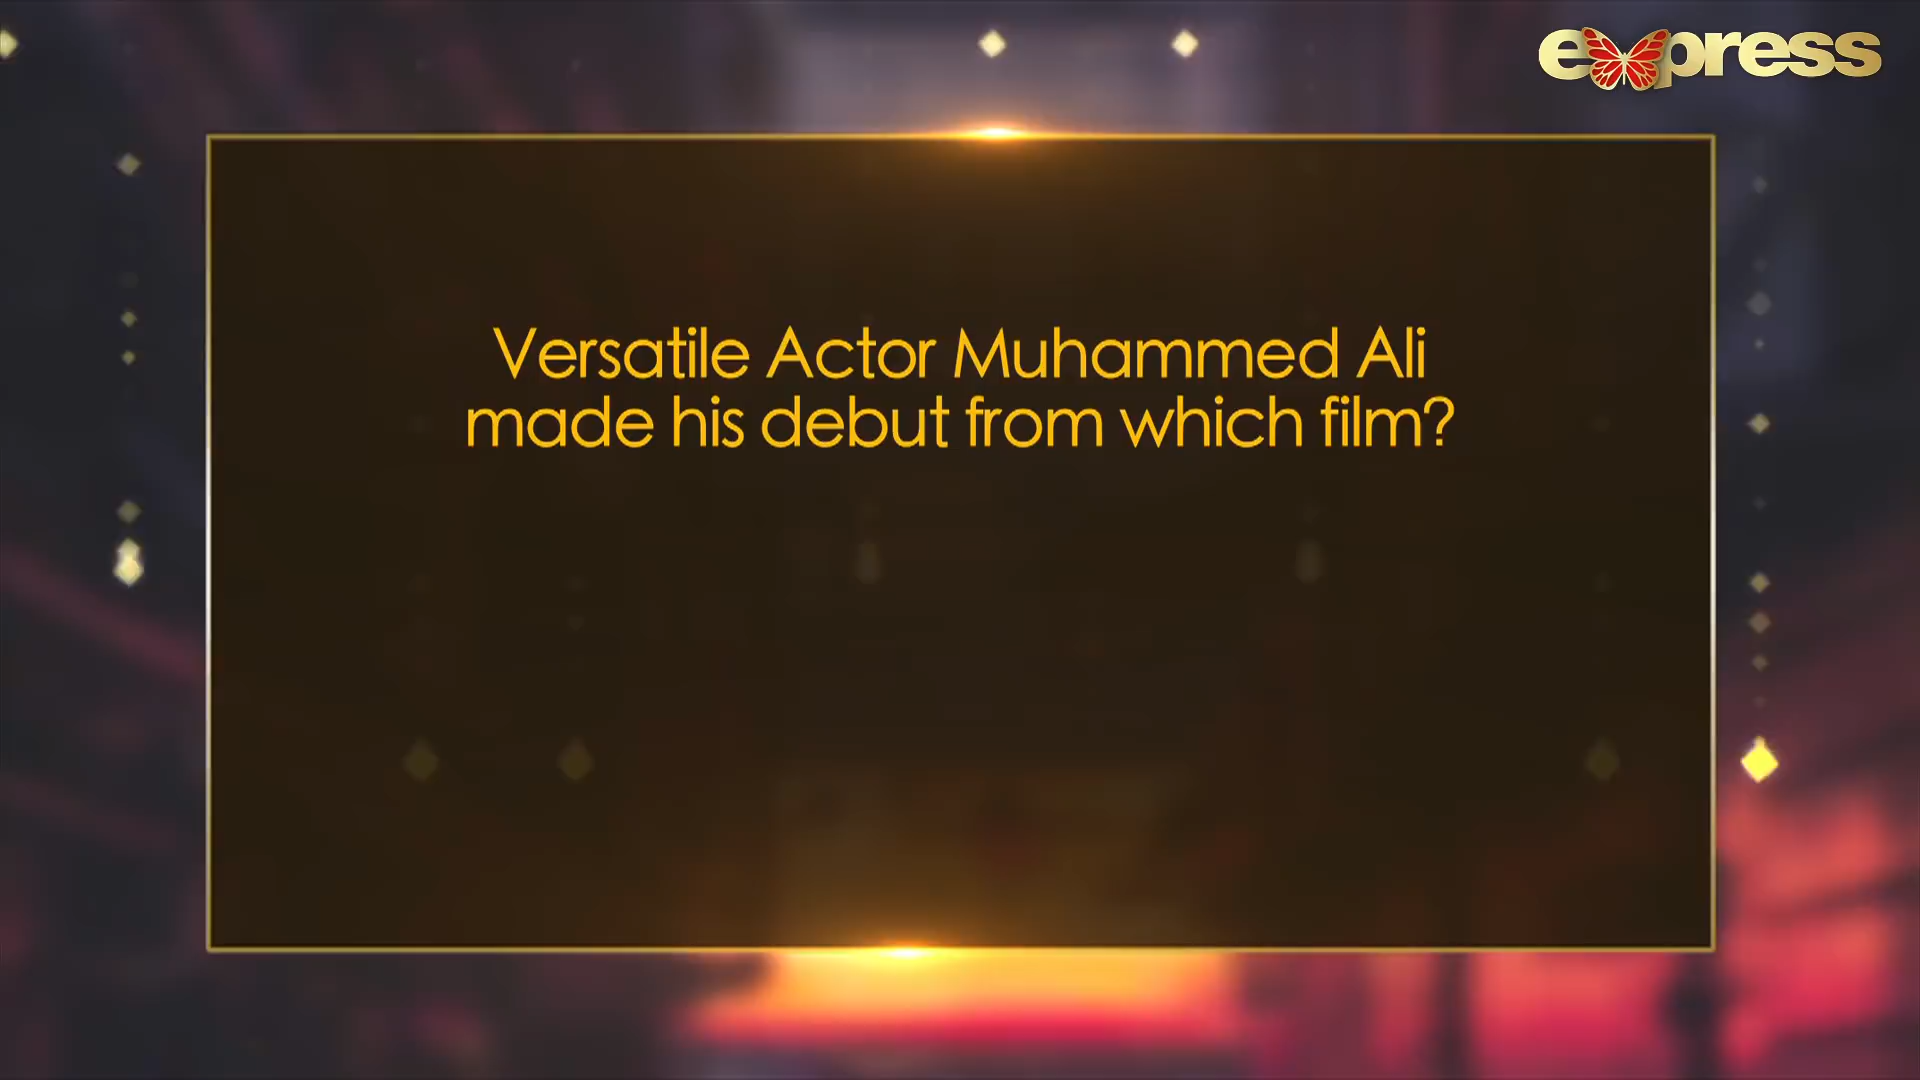 express
Versatile Actor Muhammed Ali
made his debut from which film?